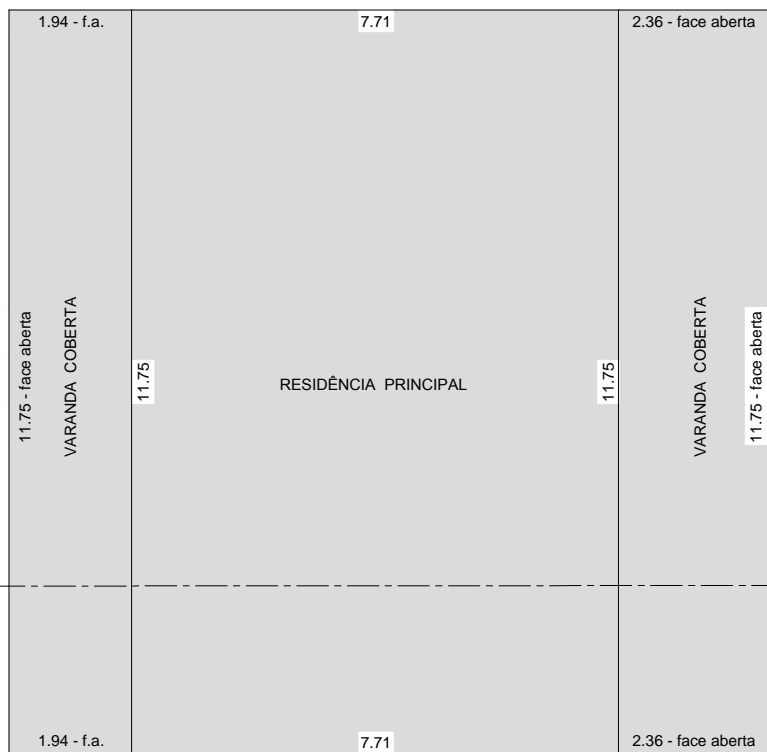 1.94 - f.a.
7.71
2.36 - face aberta
11.75 - face aberta
VARANDA COBERTA
11.75
RESIDÊNCIA PRINCIPAL
11.75
VARANDA COBERTA
11.75 - face aberta
1.94 - f.a.
7.71
2.36 - face aberta